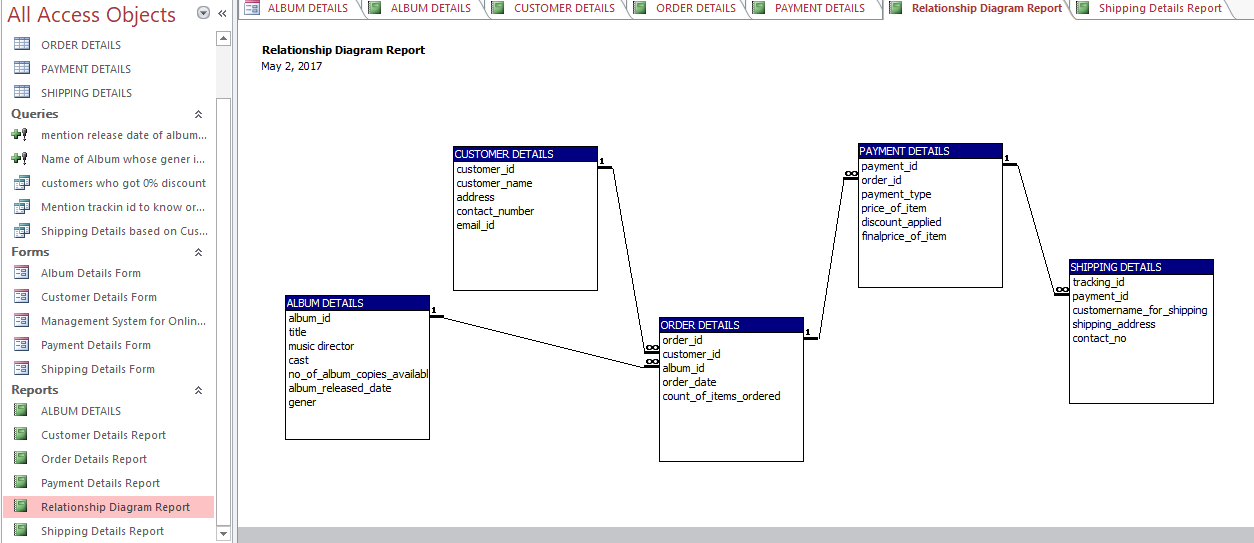 All Access Objects
«
ORDER DETAILS
PAYMENT DETAILS
SHIPPING DETAILS
Queries
mention release date of album...
Name of Album whose gener i...
customers who got 0% discount
Mention trackin id to know or...
Shipping Details based on Cus...
Forms
Album Details Form
Customer Details Form
Management System for Onlin...
Payment Details Form
Shipping Details Form
Reports
ALBUM DETAILS
Customer Details Report
Order Details Report
Payment Details Report
Relationship Diagram Report
Shipping Details Report
ALBUM DETAILS
ALBUM DETAILS
CUSTOMER DETAILS
ORDER DETAILS
PAYMENT DETAILS
Relationship Diagram Report
Shipping Details Report
Relationship Diagram Report
May 2, 2017
CUSTOMER DETAILS
customer_id
customer_name
address
contact_number
email_id
1
∞
ALBUM DETAILS
album_id
title
music director
cast
no_of_album_copies_availabl
album_released_date
gener
1
∞
ORDER DETAILS
order_id
customer_id
album_id
order_date
count_of_items_ordered
1
∞
PAYMENT DETAILS
payment_id
order_id
payment_type
price_of_item
discount_applied
finalprice_of_item
1
∞
SHIPPING DETAILS
tracking_id
payment_id
customername_for_shipping
shipping_address
contact_no